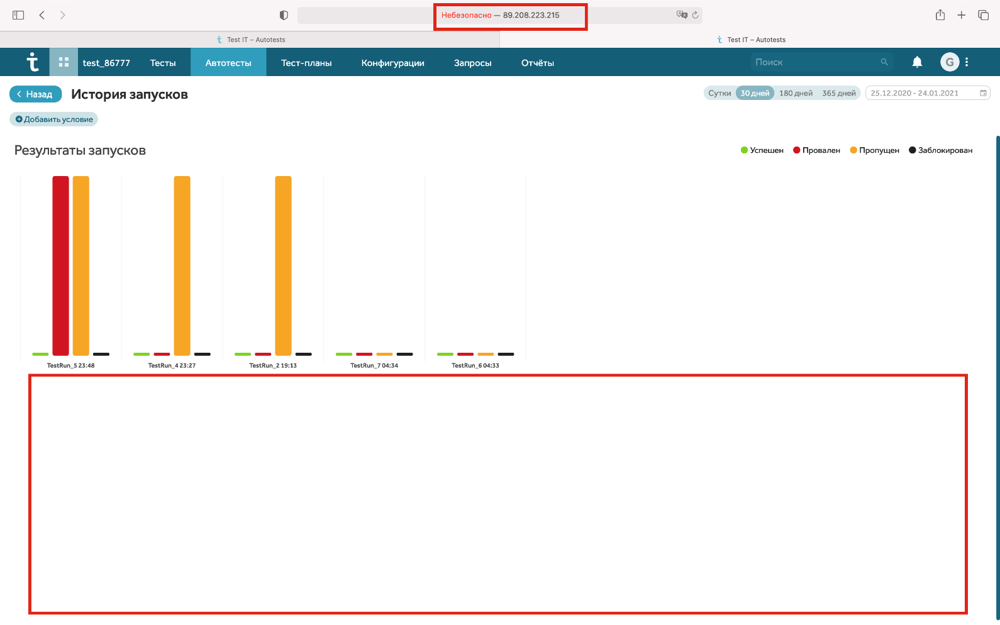 Небезопасно — 89.208.223.215
Test IT – Autotests
Test IT – Autotests
test_86777 Тесты Автотесты Тест-планы Конфигурации Запросы Отчёты Поиск G
Назад История запусков Сутки 30 дней 180 дней 365 дней 25.12.2020 - 24.01.2021
Добавить условие
Результаты запусков Успешен Провален Пропущен Заблокирован
TestRun_5 23:48 TestRun_4 23:27 TestRun_2 19:13 TestRun_7 04:34 TestRun_6 04:33